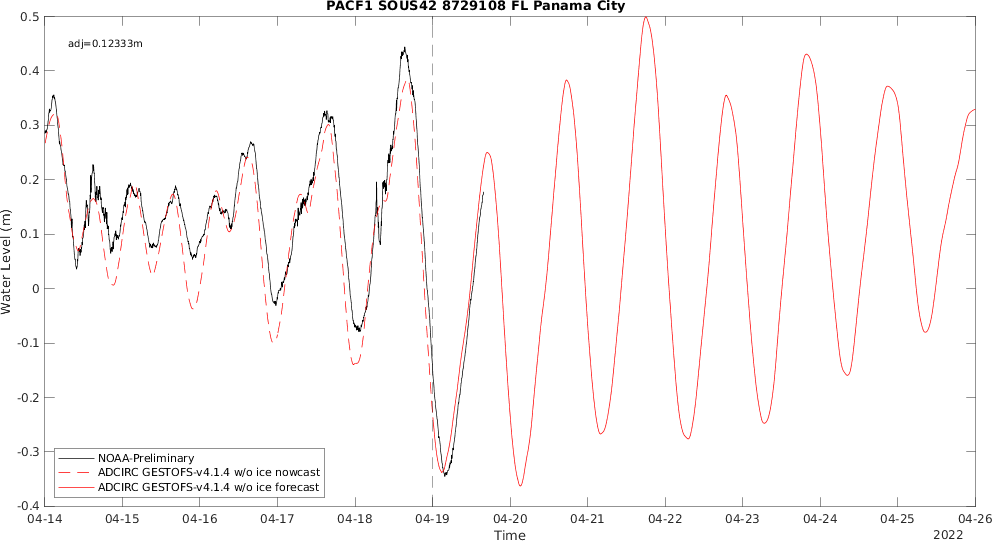 PACF1 SOUS42 8729108 FL Panama City
adj=0.12333m
0.5
0.4
0.3
0.2
0.1
0
-0.1
-0.2
-0.3
-0.4
Water Level (m)
NOAA-Preliminary
ADCIRC GESTOFS-v4.1.4 w/o ice nowcast
ADCIRC GESTOFS-v4.1.4 w/o ice forecast
04-14 04-15 04-16 04-17 04-18 04-19 04-20 04-21 04-22 04-23 04-24 04-25 04-26
Time
2022